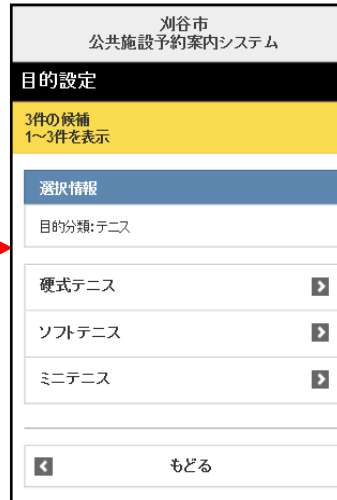 刈谷市
公共施設予約案内システム
目的設定
3件の候補
1～3件を表示
選択情報
目的分類:テニス
硬式テニス
ソフトテニス
ミニテニス
もどる